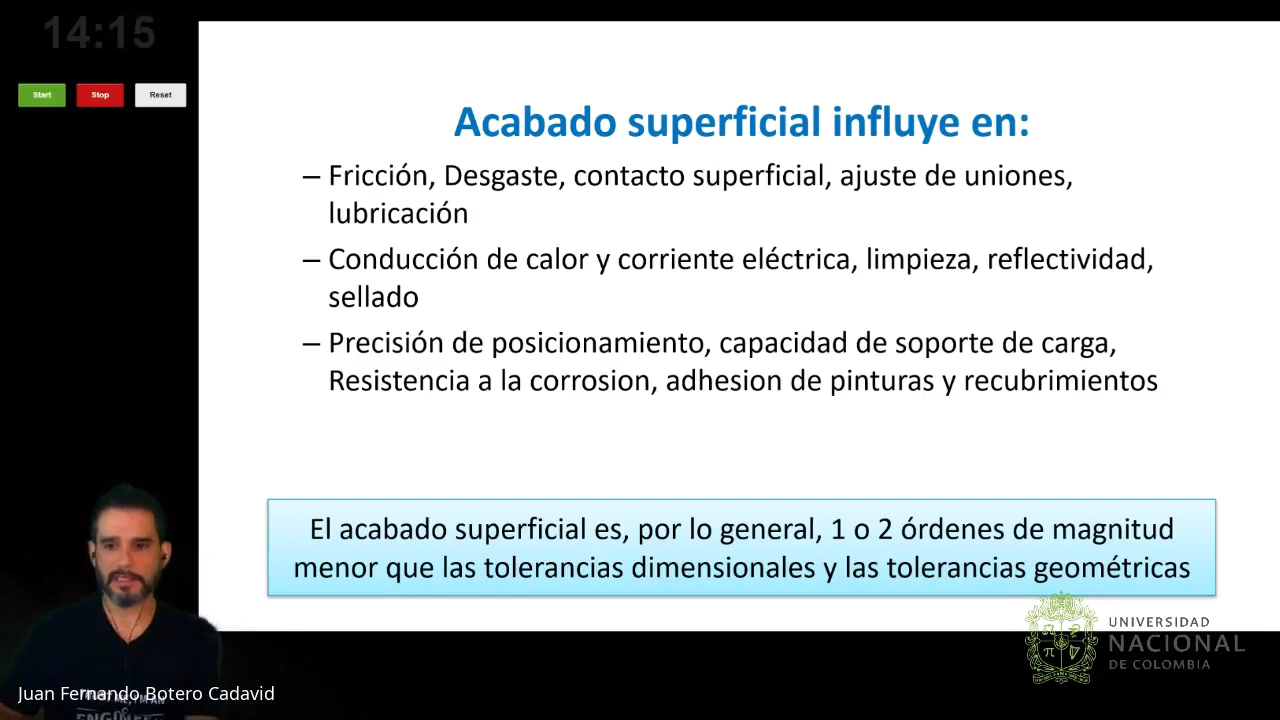 14:15
Start
Stop
Reset
Acabado superficial influye en:
– Fricción, Desgaste, contacto superficial, ajuste de uniones,
lubricación
– Conducción de calor y corriente eléctrica, limpieza, reflectividad,
sellado
– Precisión de posicionamiento, capacidad de soporte de carga,
Resistencia a la corrosion, adhesion de pinturas y recubrimientos
El acabado superficial es, por lo general, 1 o 2 órdenes de magnitud
menor que las tolerancias dimensionales y las tolerancias geométricas
UNIVERSIDAD
NACIONAL
DE COLOMBIA
Juan Fernando Botero Cadavid